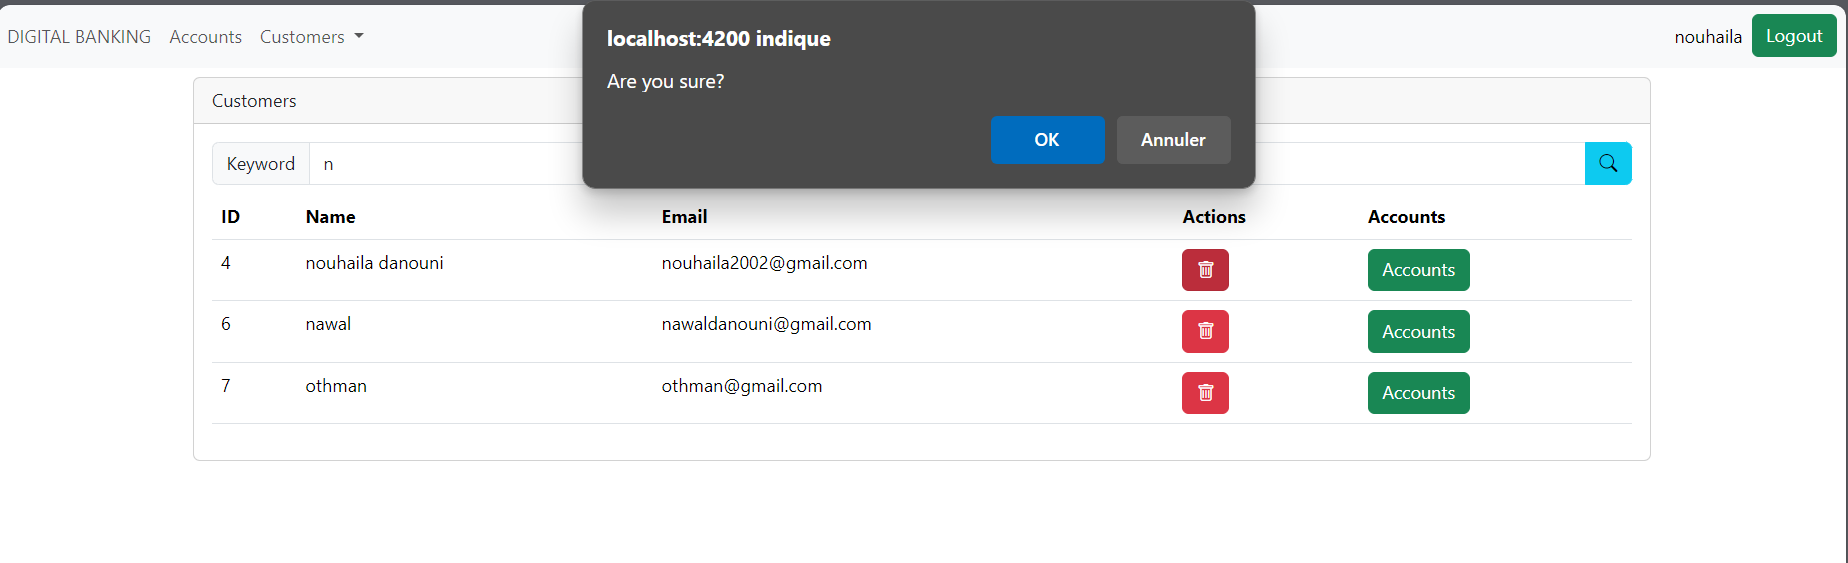 localhost:4200 indique
Are you sure?
OK Annuler
DIGITAL BANKING Accounts Customers nouhaila Logout
Customers
Keyword n
ID Name Email Actions Accounts
4 nouhaila danouni nouhaila2002@gmail.com Accounts
6 nawal nawaldanouni@gmail.com Accounts
7 othman othman@gmail.com Accounts